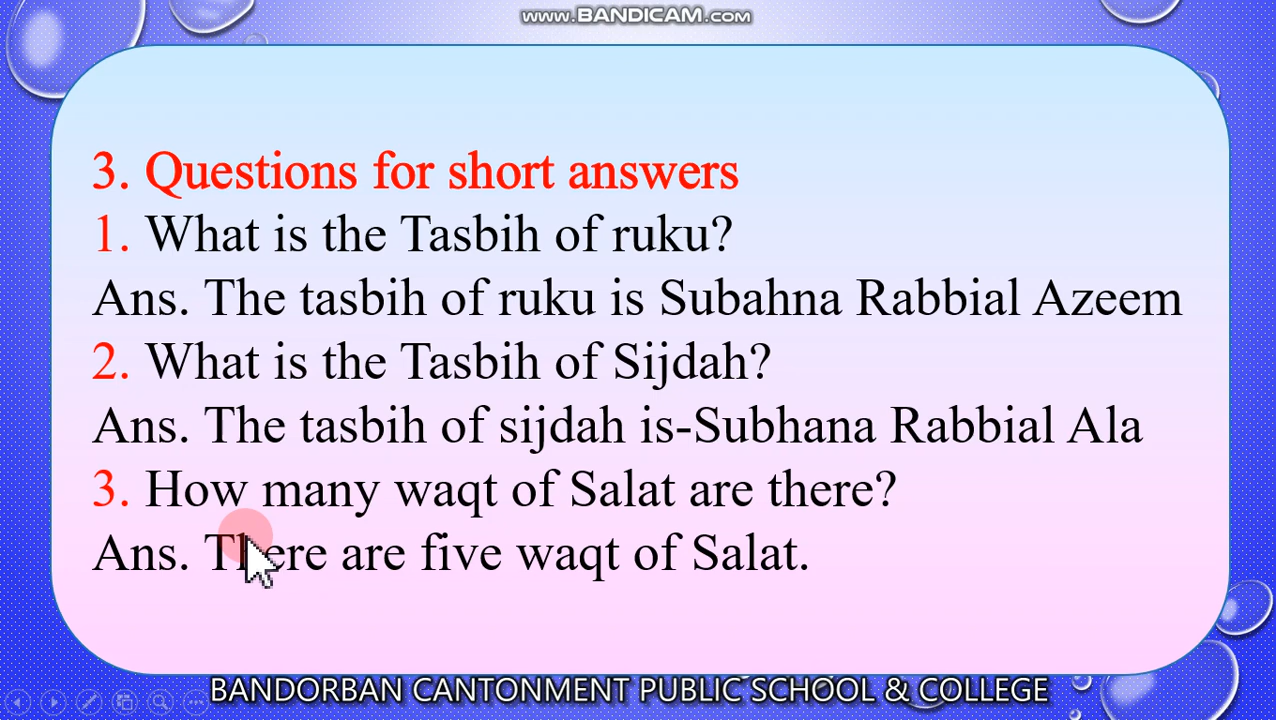 www.BANDICAM.com
3. Questions for short answers
1. What is the Tasbih of ruku?
Ans. The tasbih of ruku is Subahna Rabbial Azeem
2. What is the Tasbih of Sijdah?
Ans. The tasbih of sijdah is-Subhana Rabbial Ala
3. How many waqt of Salat are there?
Ans. There are five waqt of Salat.
BANDORBAN CANTONMENT PUBLIC SCHOOL & COLLEGE